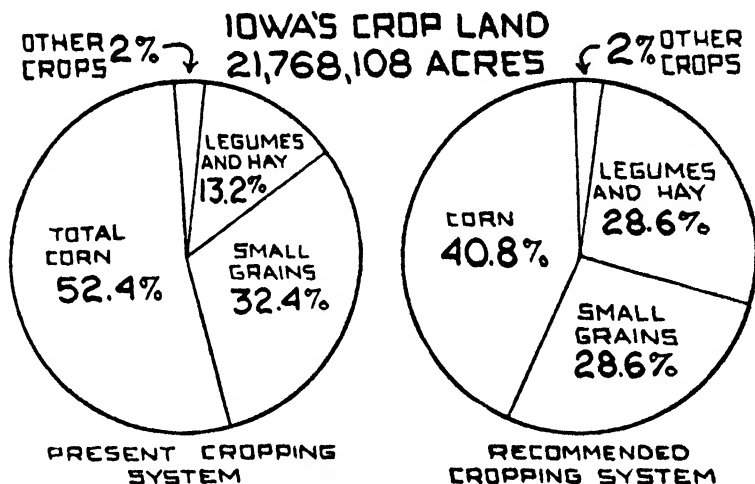 IOWA'S CROP LAND
21,768,108 ACRES
OTHER 2%
CROPS
2% OTHER
CROPS
LEGUMES
AND HAY
13.2%
TOTAL
CORN
52.4%
SMALL
GRAINS
32.4%
PRESENT CROPPING
SYSTEM
LEGUMES
AND HAY
28.6%
CORN
40.8%
SMALL
GRAINS
28.6%
RECOMMENDED
CROPPING SYSTEM